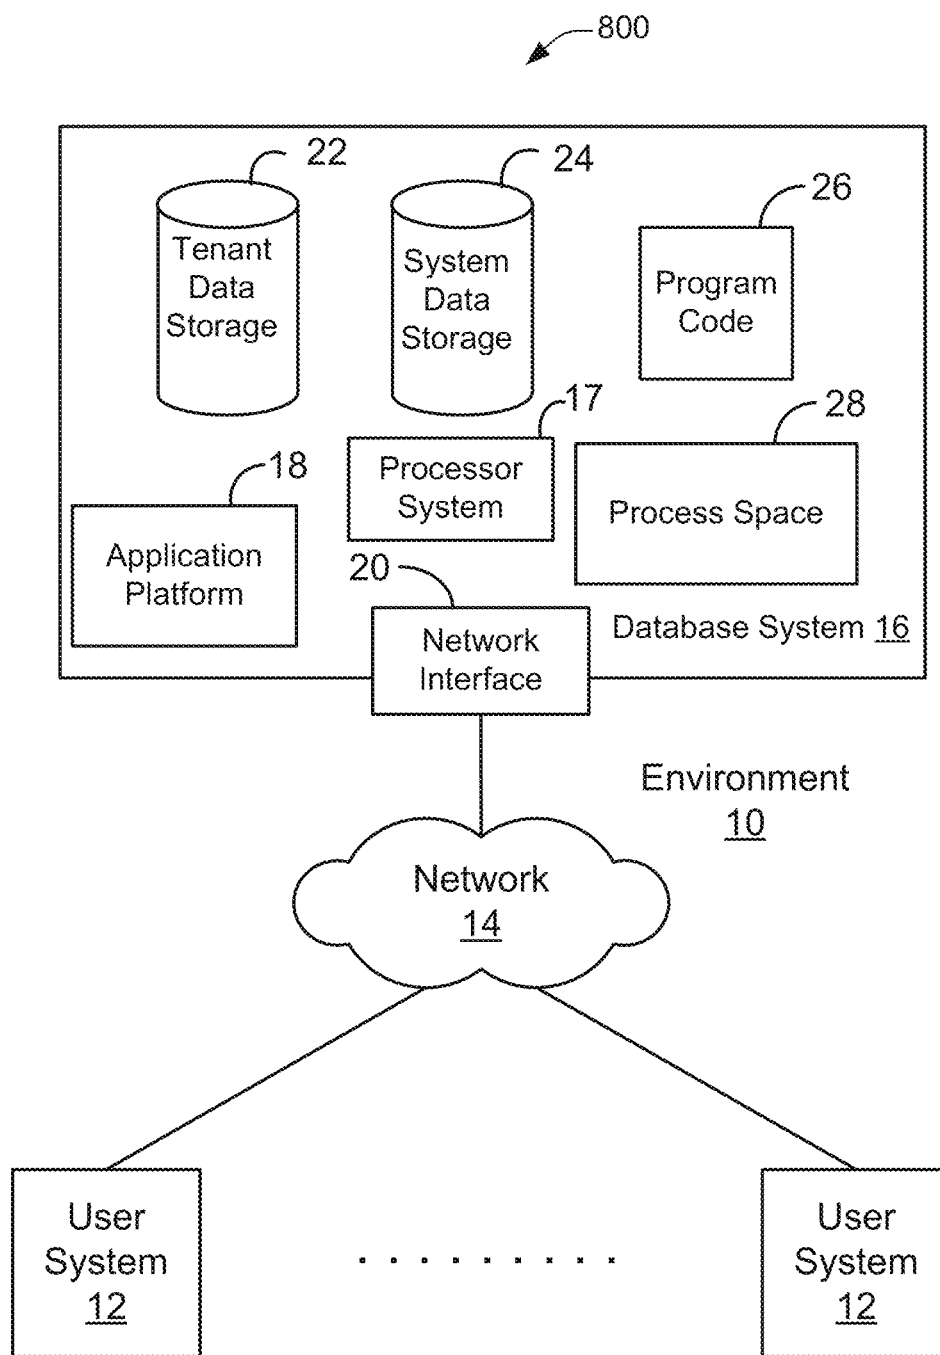 800
22
Tenant
Data
Storage
24
System
Data
Storage
26
Program
Code
17
Processor
System
28
Process Space
18
Application
Platform
20
Network
Interface
Database System 16
Environment
10
Network
14
User
System
12
User
System
12